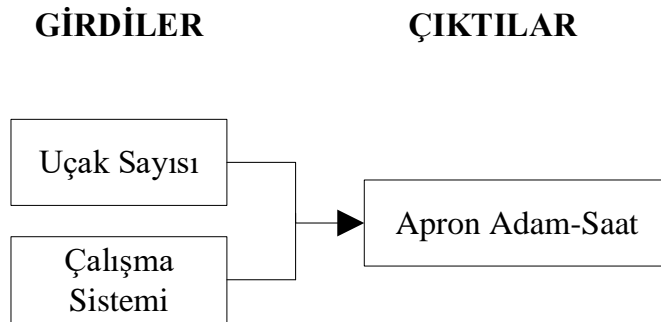 GİRDİLER
ÇIKTILAR
Uçak Sayısı
Apron Adam-Saat
Çalışma
Sistemi